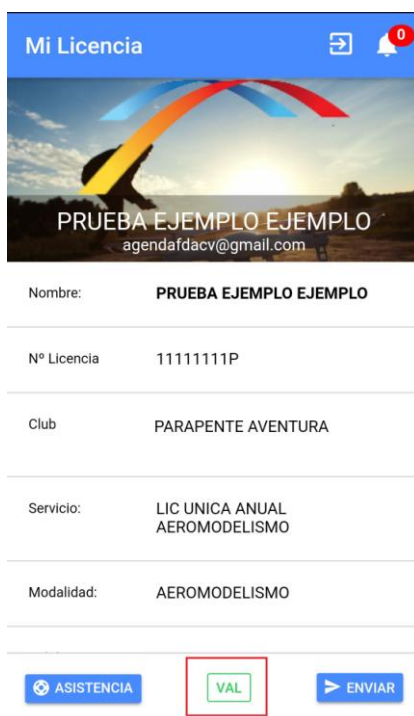 Mi Licencia
0
PRUEBA EJEMPLO EJEMPLO
agendafdacv@gmail.com
Nombre: PRUEBA EJEMPLO EJEMPLO
Nº Licencia 11111111P
Club PARAPENTE AVENTURA
Servicio: LIC UNICA ANUAL
AEROMODELISMO
Modalidad: AEROMODELISMO
ASISTENCIA VAL ENVIAR